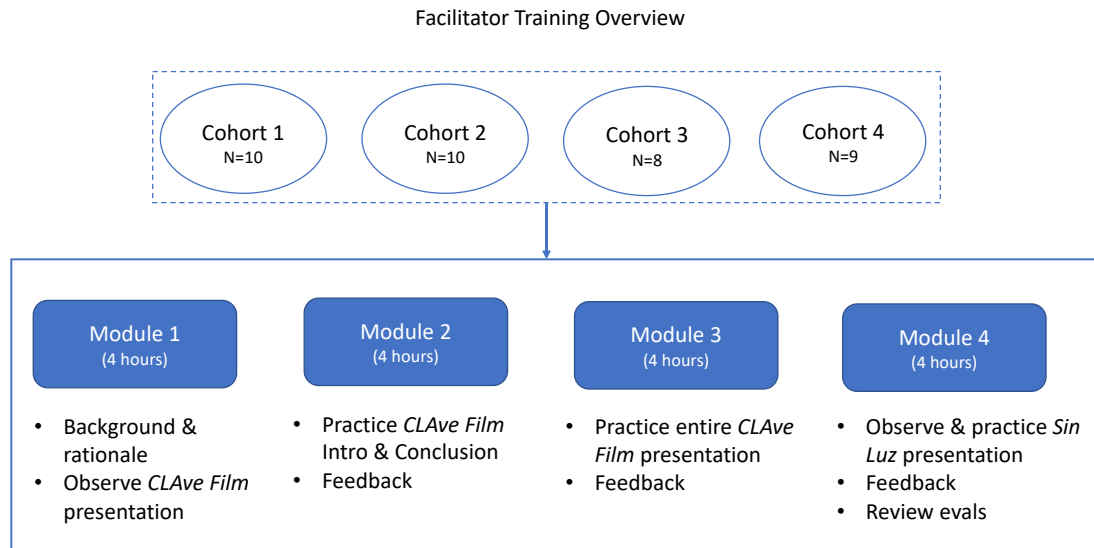 Facilitator Training Overview
Cohort 1
N=10
Cohort 2
N=10
Cohort 3
N=8
Cohort 4
N=9
Module 1
(4 hours)
• Background &
rationale
• Observe CLAve Film
presentation
Module 2
(4 hours)
• Practice CLAve Film
Intro & Conclusion
• Feedback
Module 3
(4 hours)
• Practice entire CLAve
Film presentation
• Feedback
Module 4
(4 hours)
• Observe & practice Sin
Luz presentation
• Feedback
• Review evals